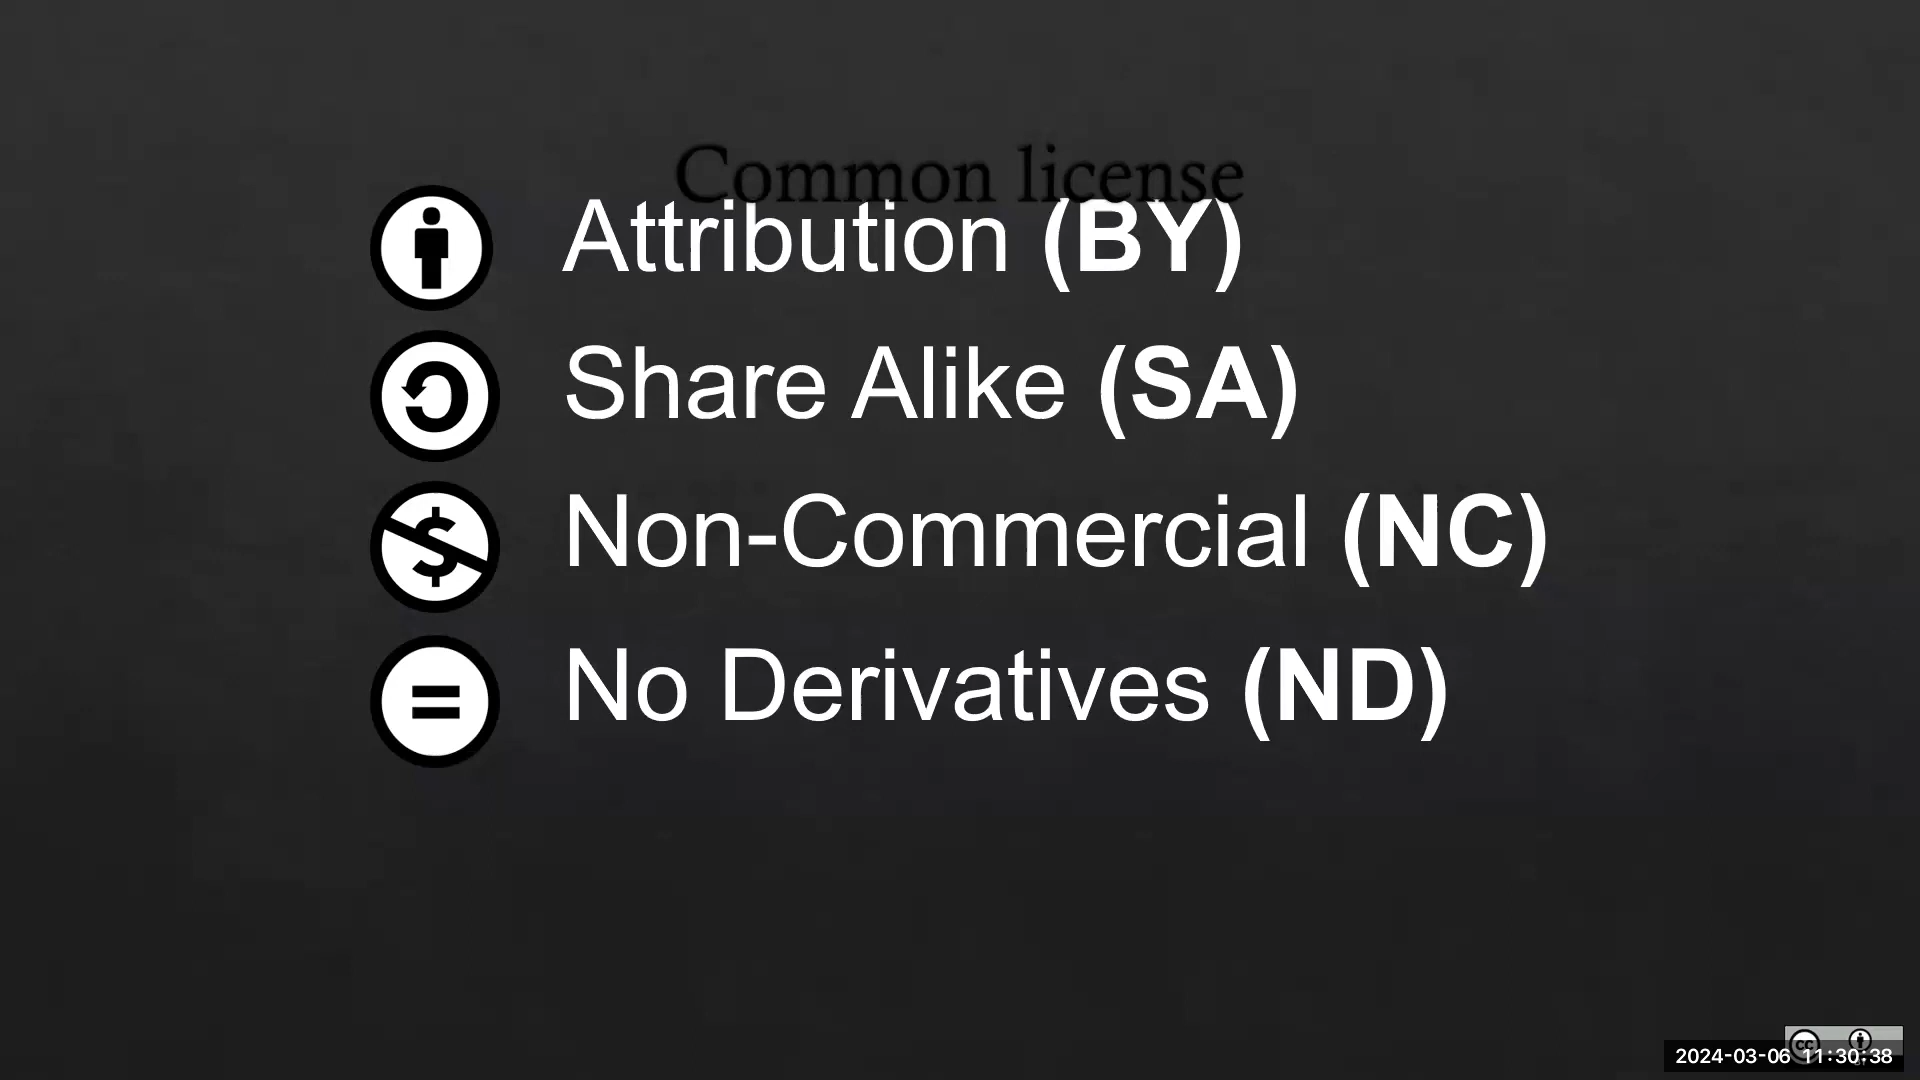 Common license
Attribution (BY)
Share Alike (SA)
Non-Commercial (NC)
No Derivatives (ND)
2024-03-06 11:30:38